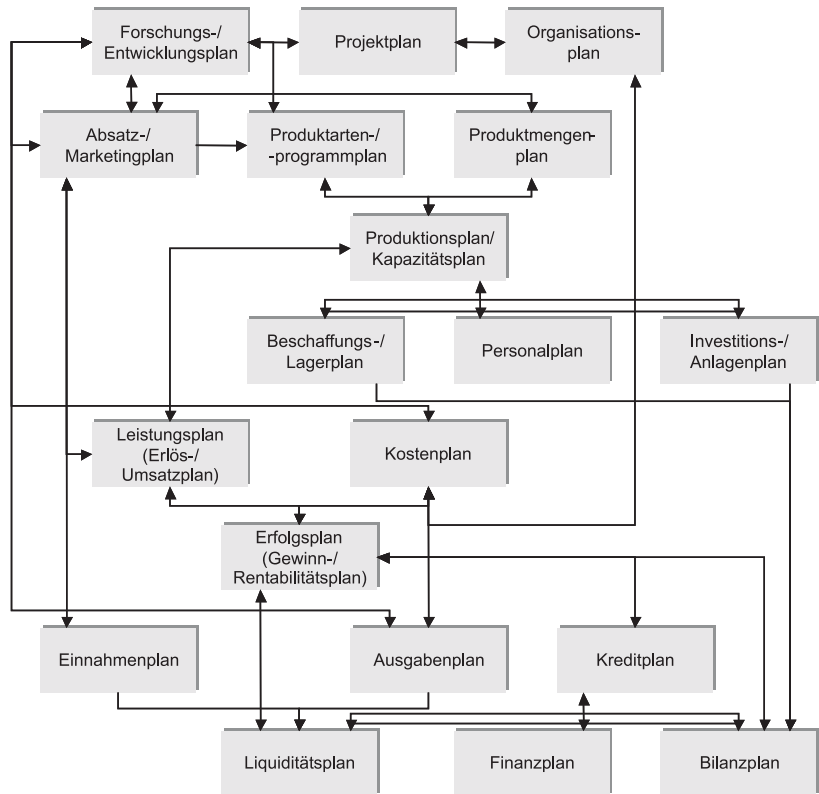 Forschungs-/
Entwicklungsplan
Projektplan
Organisations-
plan
Absatz-/
Marketingplan
Produktarten-/
-programmplan
Produktmengen-
plan
Produktionsplan/
Kapazitätsplan
Beschaffungs-/
Lagerplan
Personalplan
Investitions-/
Anlagenplan
Leistungsplan
(Erlös-/
Umsatzplan)
Kostenplan
Erfolgsplan
(Gewinn-/
Rentabilitätsplan)
Einnahmenplan
Ausgabenplan
Kreditplan
Liquiditätsplan
Finanzplan
Bilanzplan